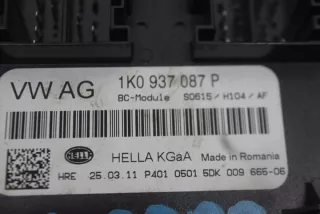 VW AG 1K0 937 087 P
BC-Module S0615 / H104 / AF
HELLA
HELLA KGaA Made in Romania
HRE 25.03.11 P401 0501 5DK 009 665-06